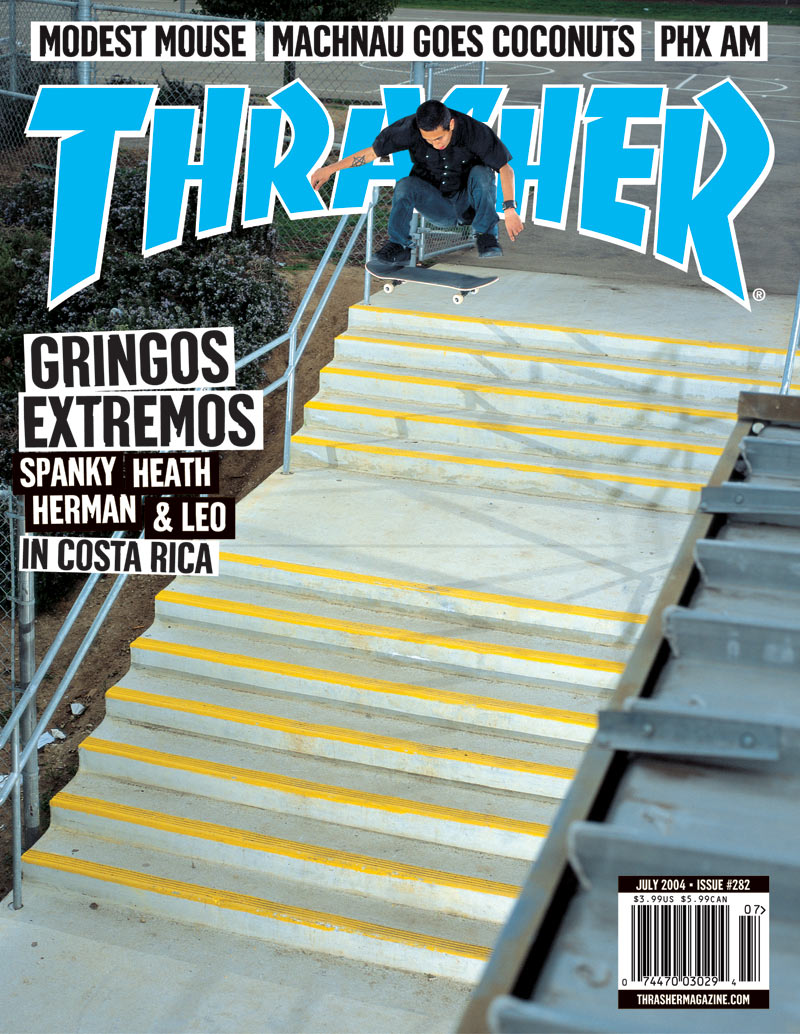 MODEST MOUSE MACHNAU GOES COCONUTS PHX AM
THRASHER®
GRINGOS
EXTREMOS
SPANKY HEATH
HERMAN & LEO
IN COSTA RICA
JULY 2004 • ISSUE #282
$3.99US $5.99CAN
07>
0 74470 03029 4
THRASHERMAGAZINE.COM